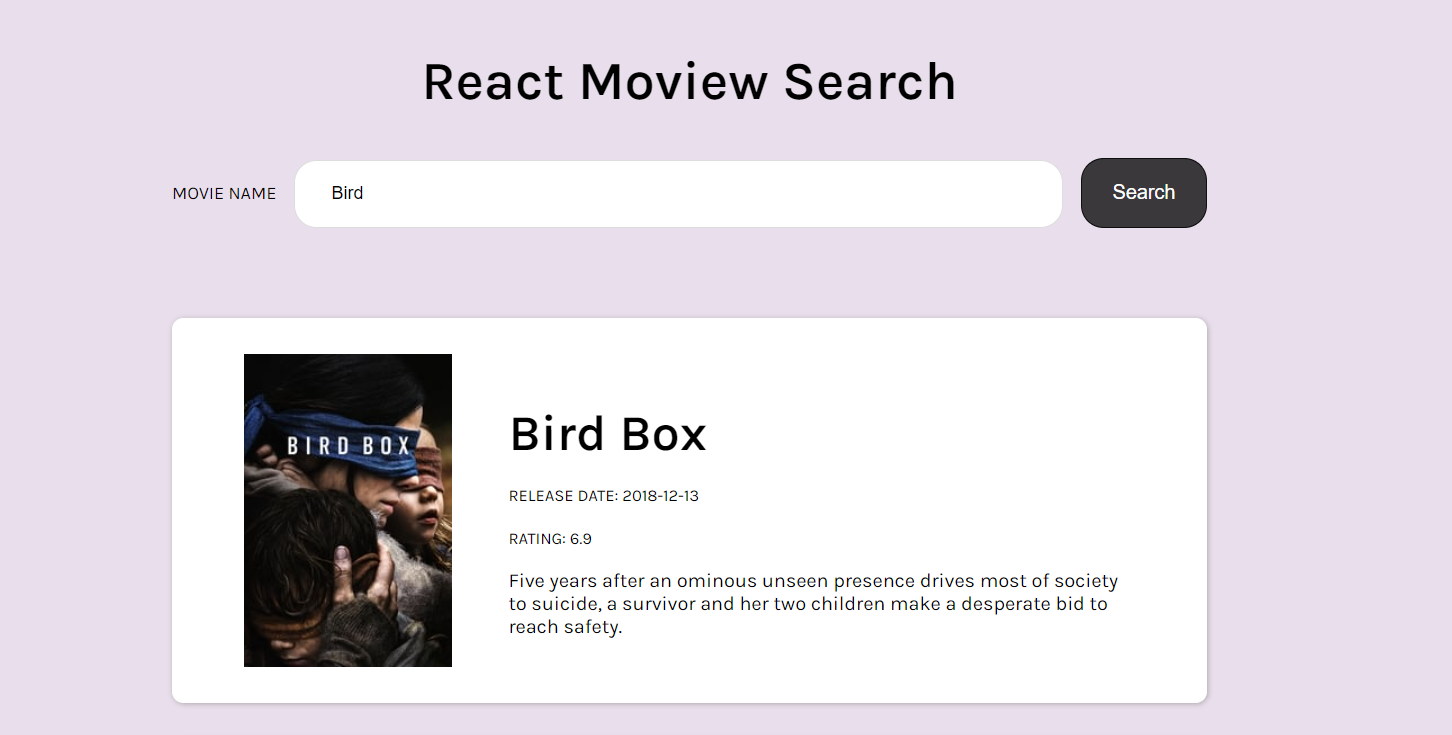 React Moview Search
MOVIE NAME
Bird
Search
BIRD BOX
Bird Box
RELEASE DATE: 2018-12-13
RATING: 6.9
Five years after an ominous unseen presence drives most of society
to suicide, a survivor and her two children make a desperate bid to
reach safety.